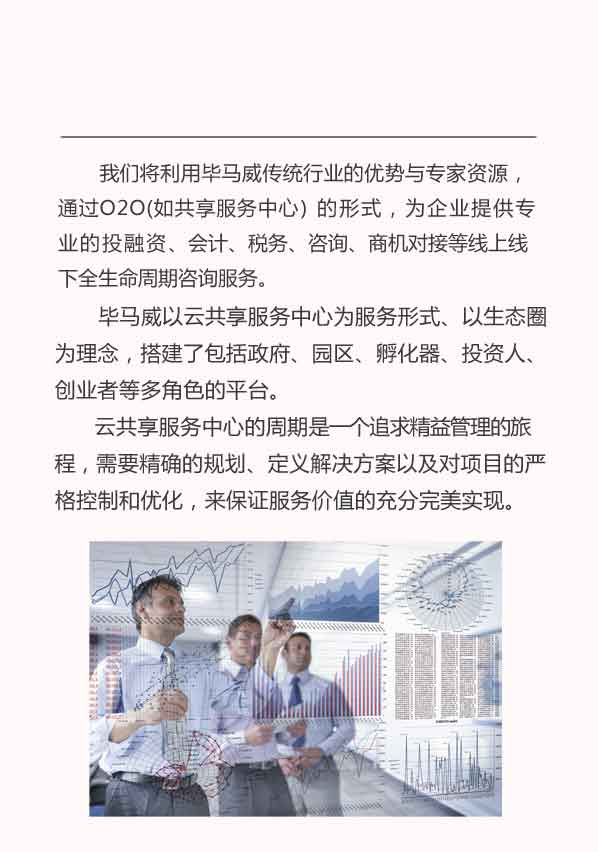 我们将利用毕马威传统行业的优势与专家资源，
通过O2O(如共享服务中心）的形式，为企业提供专
业的投融资、会计、税务、咨询、商机对接等线上线
下全生命周期咨询服务。
毕马威以云共享服务中心为服务形式、以生态圈
为理念，搭建了包括政府、园区、孵化器、投资人、
创业者等多角色的平台。
云共享服务中心的周期是一个追求精益管理的旅
程，需要精确的规划、定义解决方案以及对项目的严
格控制和优化，来保证服务价值的充分完美实现。